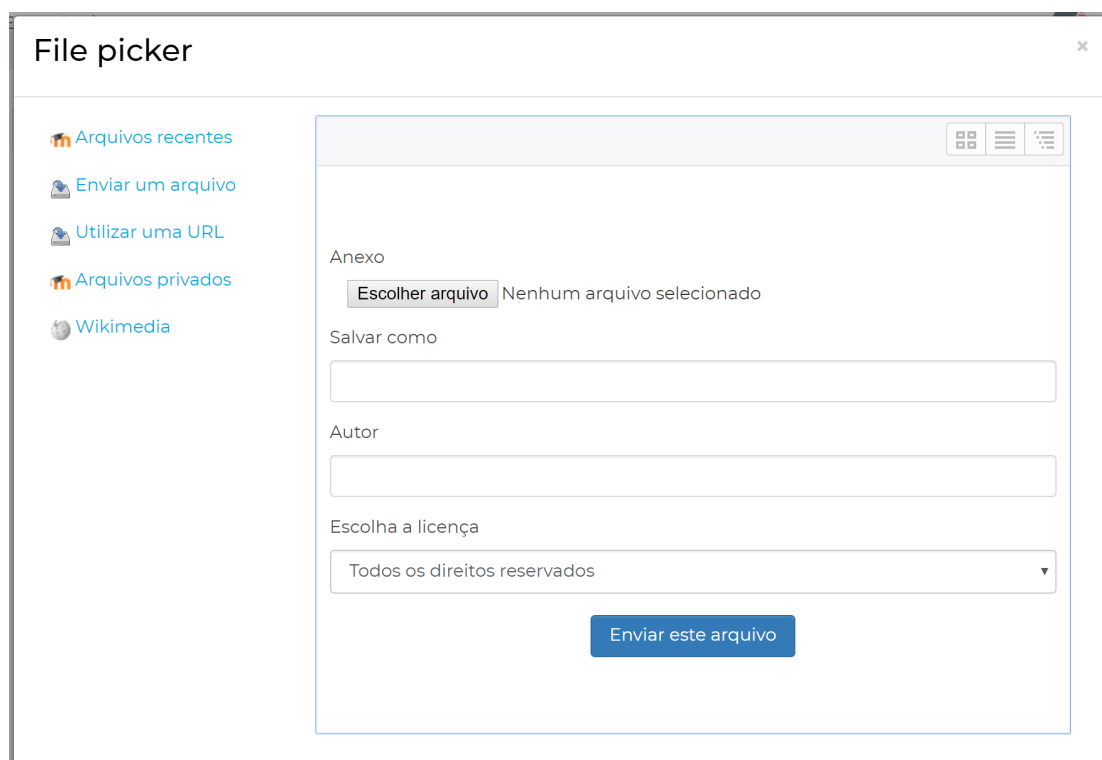 File picker
×
Arquivos recentes
Enviar um arquivo
Utilizar uma URL
Arquivos privados
Wikimedia
Anexo
Escolher arquivo Nenhum arquivo selecionado
Salvar como
Autor
Escolha a licença
Todos os direitos reservados
Enviar este arquivo